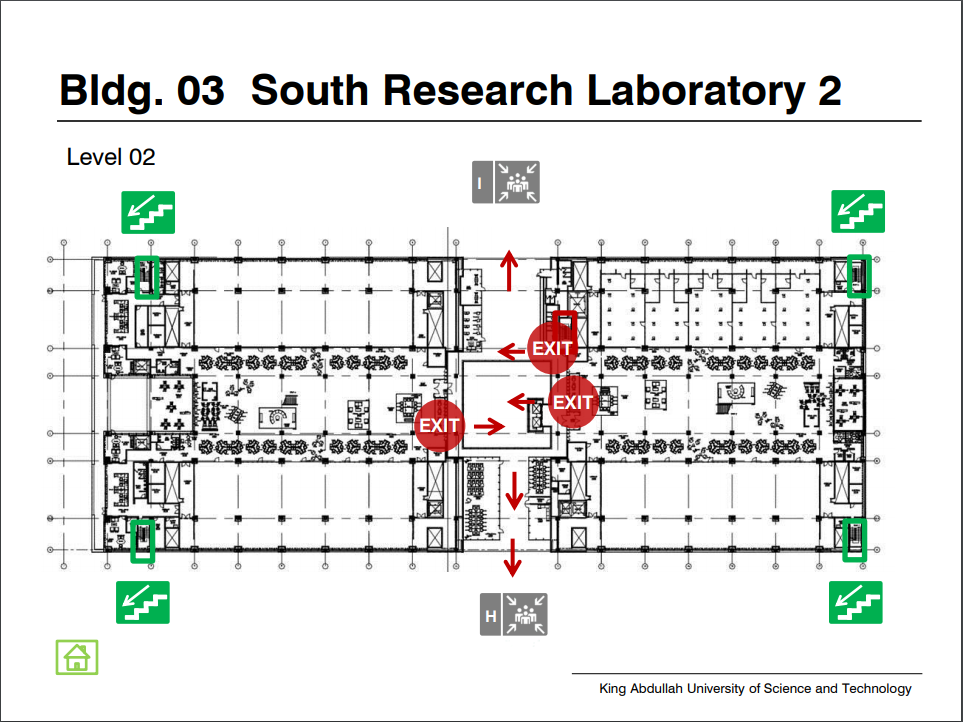 Bldg. 03 South Research Laboratory 2
Level 02
I
EXIT
EXIT
EXIT
H
King Abdullah University of Science and Technology